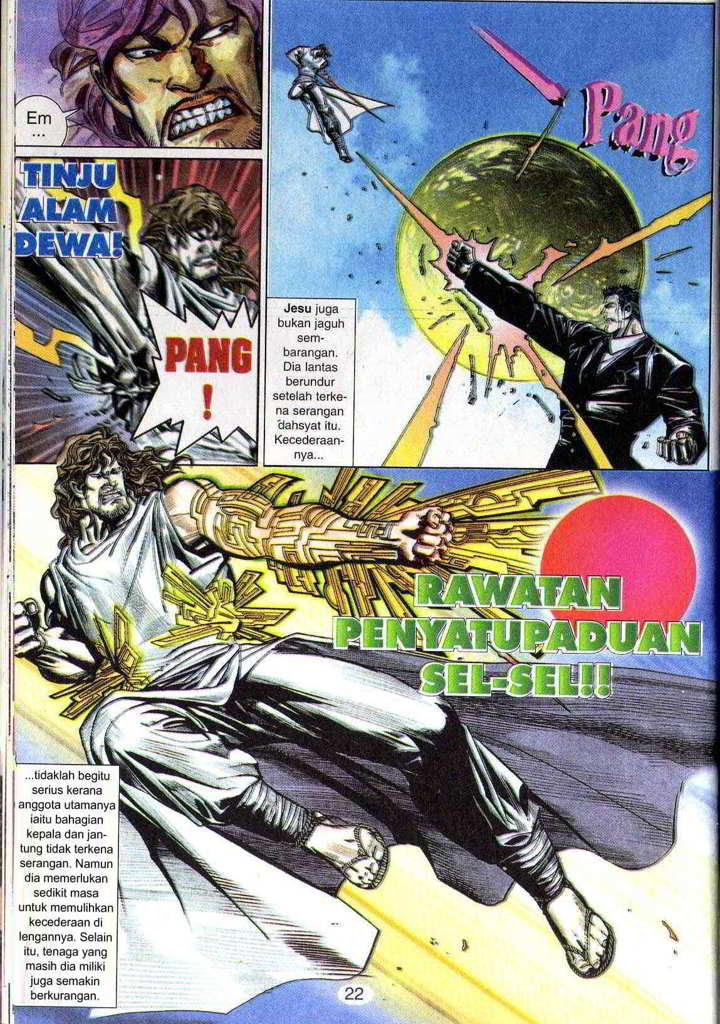 Em
...
TINJU
ALAM
DEWA!
PANG
!
Pang
Jesu juga
bukan jaguh
sem-
barangan.
Dia lantas
berundur
setelah terke-
na serangan
dahsyat itu.
Kecederaan-
nya...
RAWATAN
PENYATUPADUAN
SEL-SEL!!
...tidaklah begitu
serius kerana
anggota utamanya
iaitu bahagian
kepala dan jan-
tung tidak terkena
serangan. Namun
dia memerlukan
sedikit masa
untuk memulihkan
kecederaan di
lengannya. Selain
itu, tenaga yang
masih dia miliki
juga semakin
berkurangan.
22